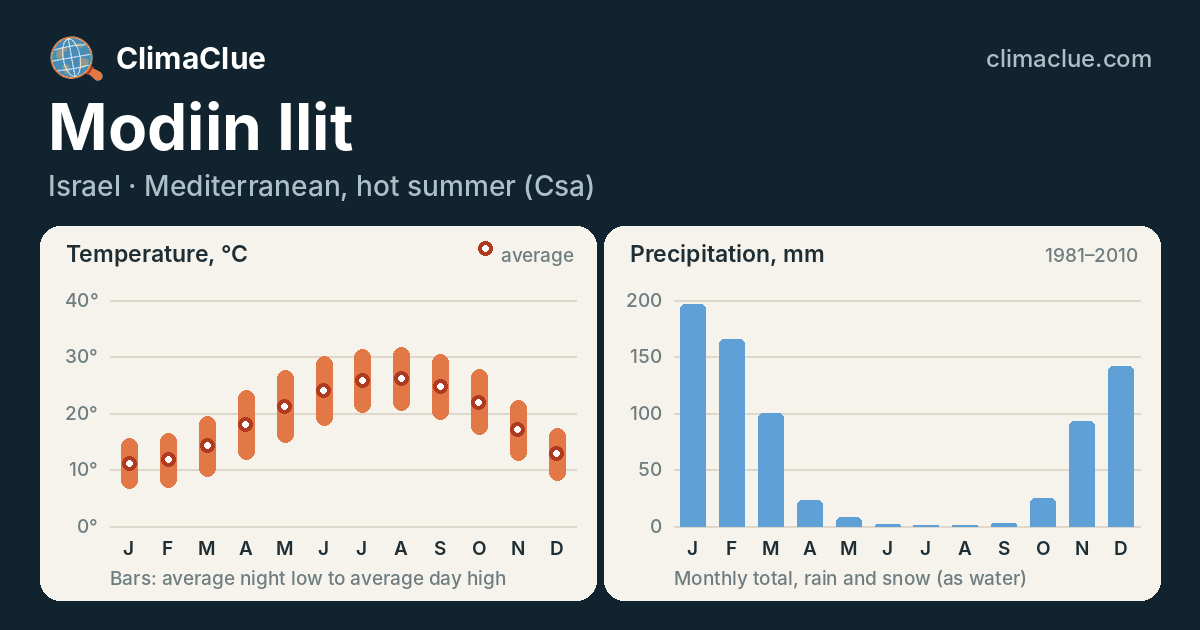 ClimaClue
climaclue.com
Modiin Ilit
Israel · Mediterranean, hot summer (Csa)
Temperature, °C
average
40°
30°
20°
10°
0°
J F M A M J J A S O N D
Bars: average night low to average day high
Precipitation, mm
1981–2010
200
150
100
50
0
J F M A M J J A S O N D
Monthly total, rain and snow (as water)